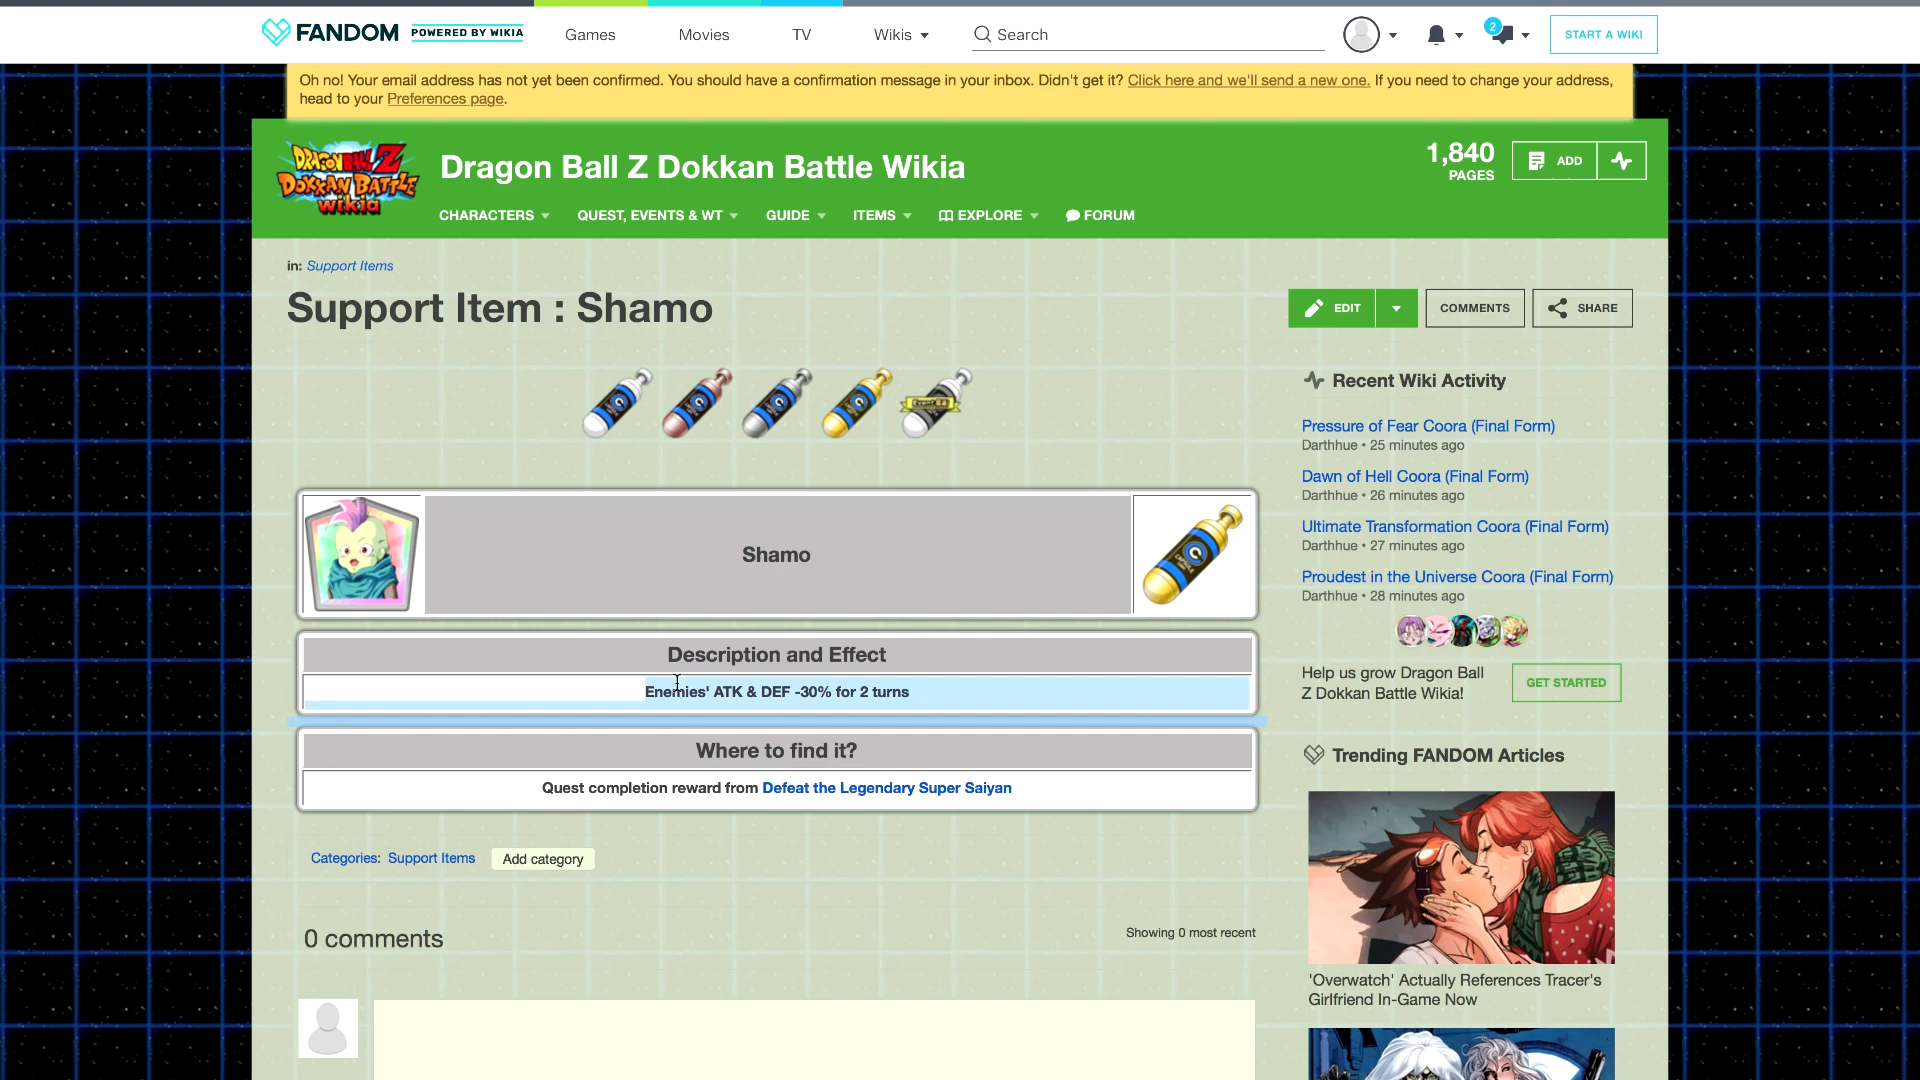 FANDOM POWERED BY WIKIA Games Movies TV Wikis Search 2 START A WIKI
Oh no! Your email address has not yet been confirmed. You should have a confirmation message in your inbox. Didn't get it? Click here and we'll send a new one. If you need to change your address,
head to your Preferences page.
DRAGON BALL Z
DOKKAN BATTLE
wikia
Dragon Ball Z Dokkan Battle Wikia
1,840
PAGES
ADD
CHARACTERS QUEST, EVENTS & WT GUIDE ITEMS EXPLORE FORUM
in: Support Items
Support Item : Shamo
EDIT COMMENTS SHARE
Shamo
Description and Effect
Enemies' ATK & DEF -30% for 2 turns
Where to find it?
Quest completion reward from Defeat the Legendary Super Saiyan
Categories: Support Items Add category
0 comments
Showing 0 most recent
Recent Wiki Activity
Pressure of Fear Coora (Final Form)
Darthhue • 25 minutes ago
Dawn of Hell Coora (Final Form)
Darthhue • 26 minutes ago
Ultimate Transformation Coora (Final Form)
Darthhue • 27 minutes ago
Proudest in the Universe Coora (Final Form)
Darthhue • 28 minutes ago
Help us grow Dragon Ball
Z Dokkan Battle Wikia!
GET STARTED
Trending FANDOM Articles
'Overwatch' Actually References Tracer's
Girlfriend In-Game Now